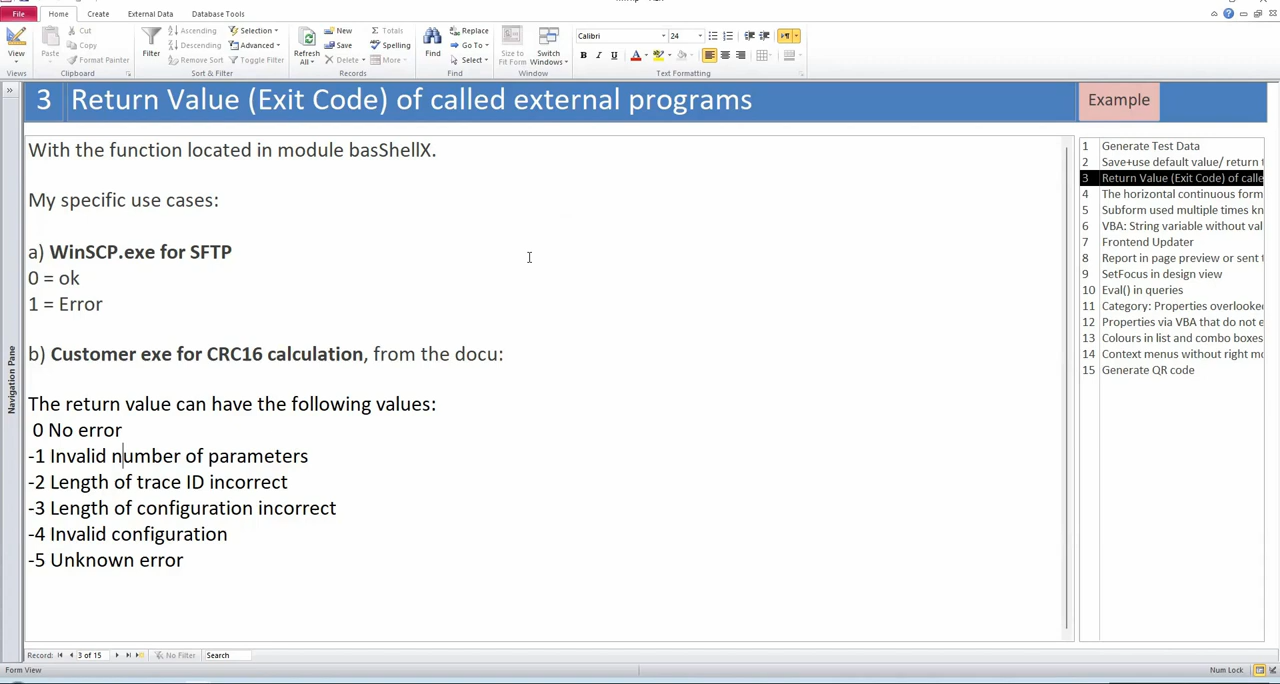 File
Home
Create
External Data
Database Tools
View
Views
Paste
Cut
Copy
Format Painter
Clipboard
Filter
Ascending
Descending
Remove Sort
Selection
Advanced
Toggle Filter
Sort & Filter
Refresh
All
New
Save
Delete
Totals
Spelling
More
Records
Find
Replace
Go To
Select
Find
Size to
Fit Form
Switch
Windows
Window
Calibri
24
B I U A
Text Formatting
3 Return Value (Exit Code) of called external programs
Example
With the function located in module basShellX.
My specific use cases:
a) WinSCP.exe for SFTP
0 = ok
1 = Error
b) Customer exe for CRC16 calculation, from the docu:
The return value can have the following values:
0 No error
-1 Invalid number of parameters
-2 Length of trace ID incorrect
-3 Length of configuration incorrect
-4 Invalid configuration
-5 Unknown error
1 Generate Test Data
2 Save+use default value/ return
3 Return Value (Exit Code) of calle
4 The horizontal continuous form
5 Subform used multiple times kn
6 VBA: String variable without val
7 Frontend Updater
8 Report in page preview or sent
9 SetFocus in design view
10 Eval() in queries
11 Category: Properties overlooked
12 Properties via VBA that do not e
13 Colours in list and combo boxes
14 Context menus without right mo
15 Generate QR code
Navigation Pane
Record: 3 of 15 No Filter Search
Form View
Num Lock